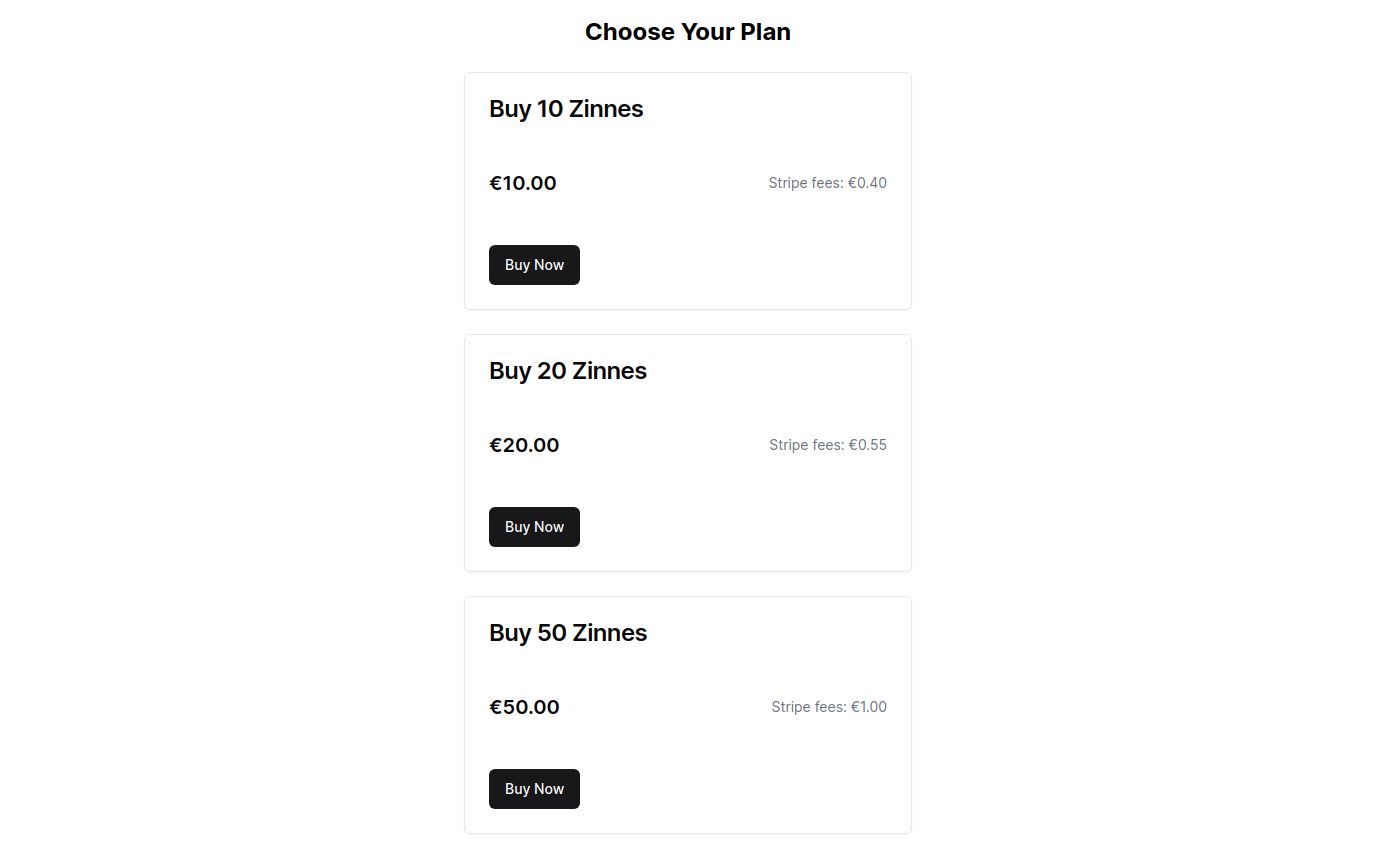 Choose Your Plan
Buy 10 Zinnes
€10.00 Stripe fees: €0.40
Buy Now
Buy 20 Zinnes
€20.00 Stripe fees: €0.55
Buy Now
Buy 50 Zinnes
€50.00 Stripe fees: €1.00
Buy Now